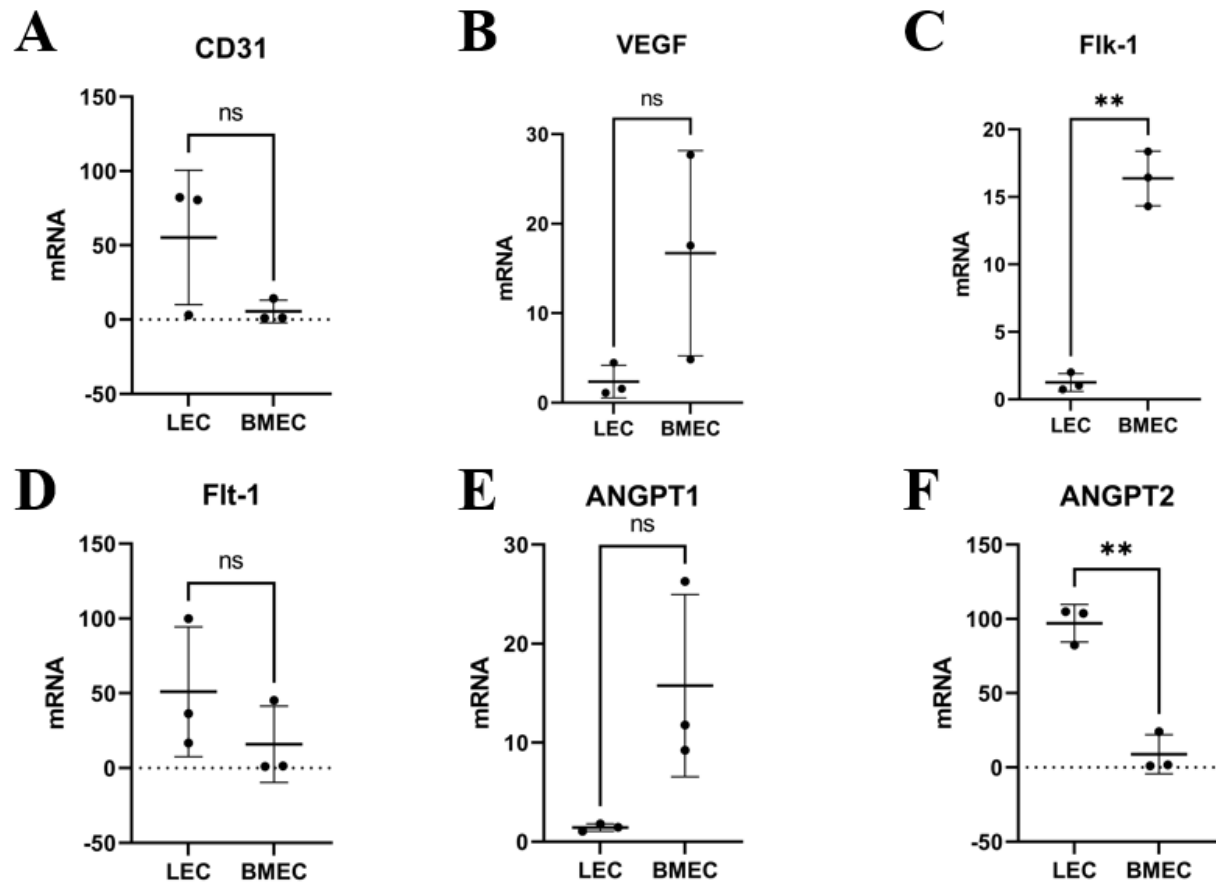 A
CD31
ns
150
100
50
0
-50
mRNA
LEC BMEC
B
VEGF
ns
30
20
10
0
mRNA
LEC BMEC
C
Flk-1
**
20
15
10
5
0
mRNA
LEC BMEC
D
Flt-1
ns
150
100
50
0
-50
mRNA
LEC BMEC
E
ANGPT1
ns
30
20
10
0
mRNA
LEC BMEC
F
ANGPT2
**
150
100
50
0
-50
mRNA
LEC BMEC